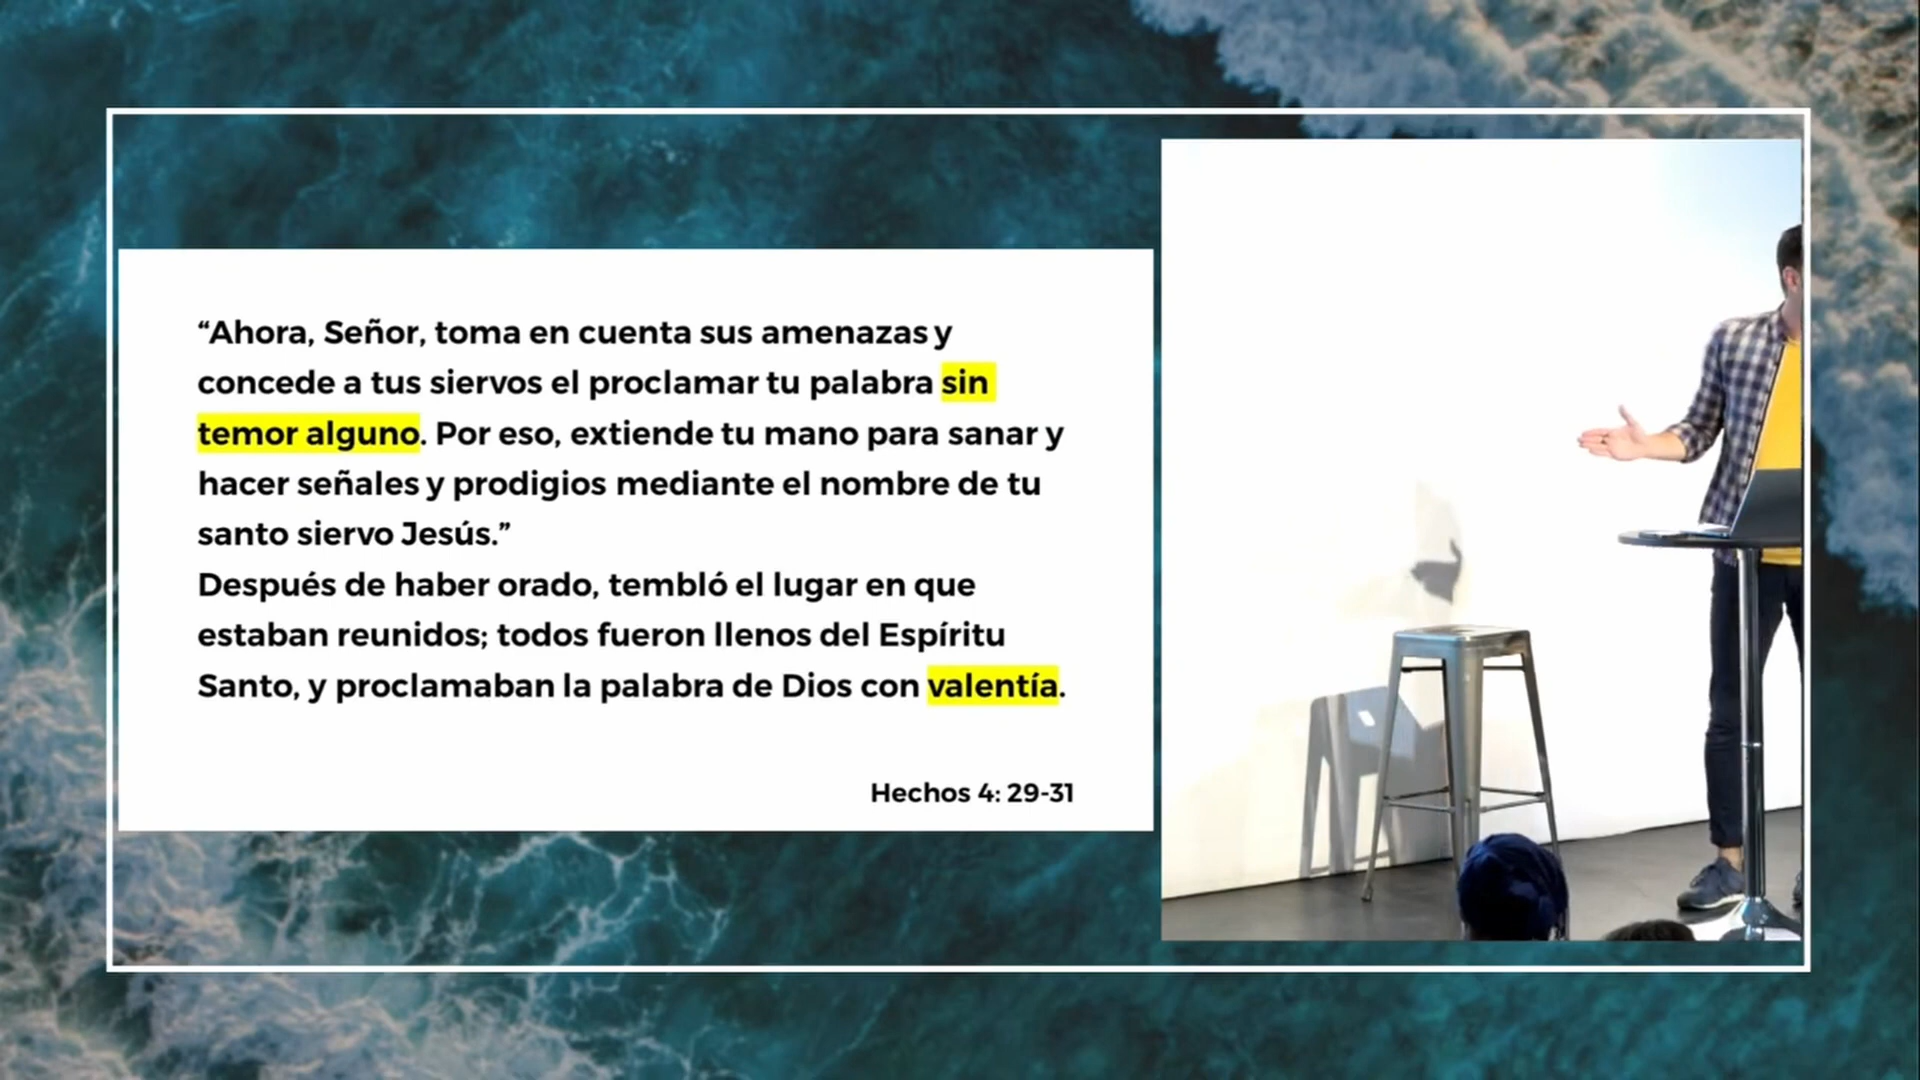 “Ahora, Señor, toma en cuenta sus amenazas y
concede a tus siervos el proclamar tu palabra sin
temor alguno. Por eso, extiende tu mano para sanar y
hacer señales y prodigios mediante el nombre de tu
santo siervo Jesús.”
Después de haber orado, tembló el lugar en que
estaban reunidos; todos fueron llenos del Espíritu
Santo, y proclamaban la palabra de Dios con valentía.
Hechos 4: 29-31